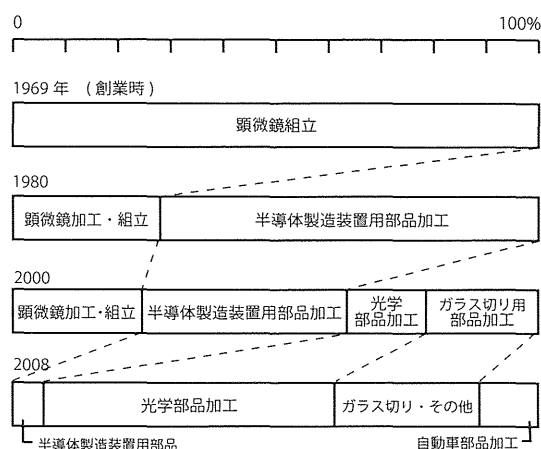 0 100%
1969 年 (創業時)
顕微鏡組立
1980
顕微鏡加工・組立 半導体製造装置用部品加工
2000
顕微鏡加工・組立 半導体製造装置用部品加工 光学
部品加工 ガラス切り用
部品加工
2008
光学部品加工 ガラス切り・その他
半導体製造装置用部品 自動車部品加工